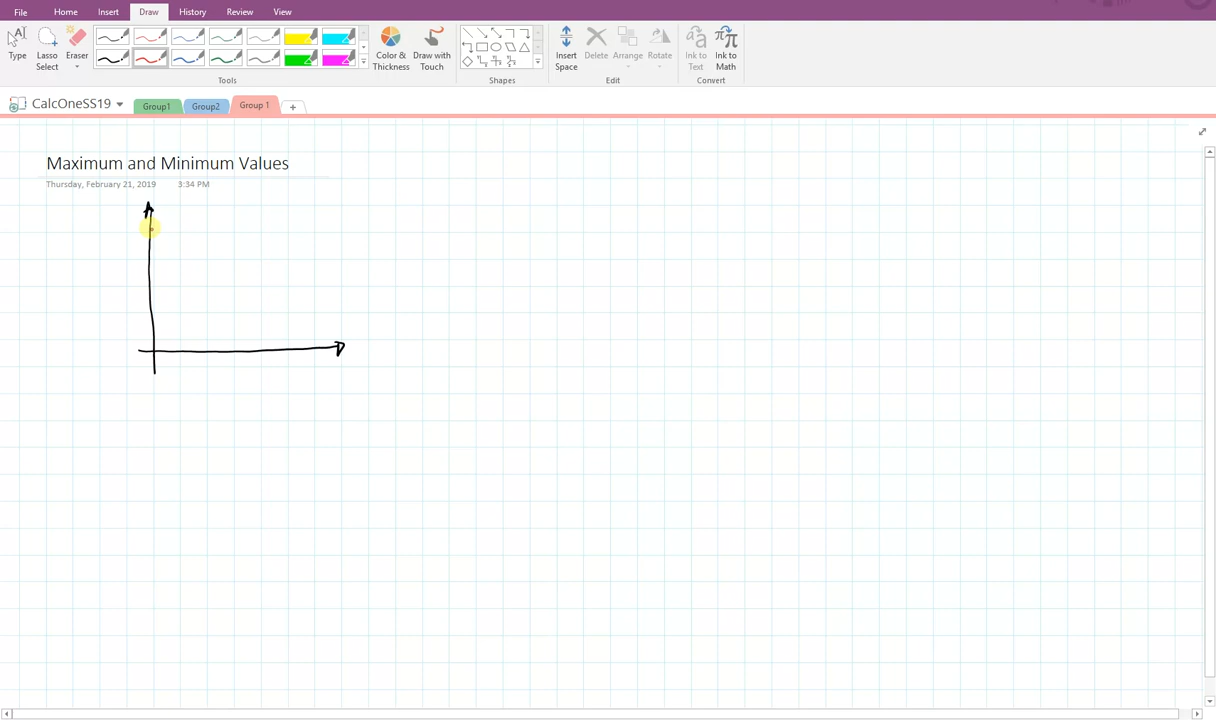 File Home Insert Draw History Review View
Type Lasso Select Eraser Color & Thickness Draw with Touch Insert Space Delete Arrange Rotate Ink to Text Ink to Math
Tools Shapes Edit Convert
CalcOneSS19 Group1 Group2 Group 1
Maximum and Minimum Values
Thursday, February 21, 2019 3:34 PM